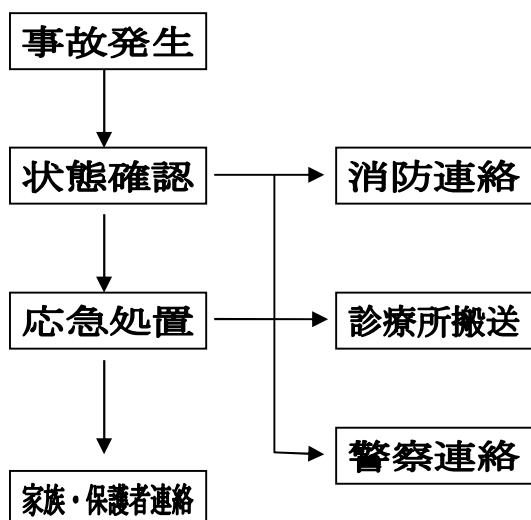 事故発生
状態確認
消防連絡
応急処置
診療所搬送
警察連絡
家族・保護者連絡